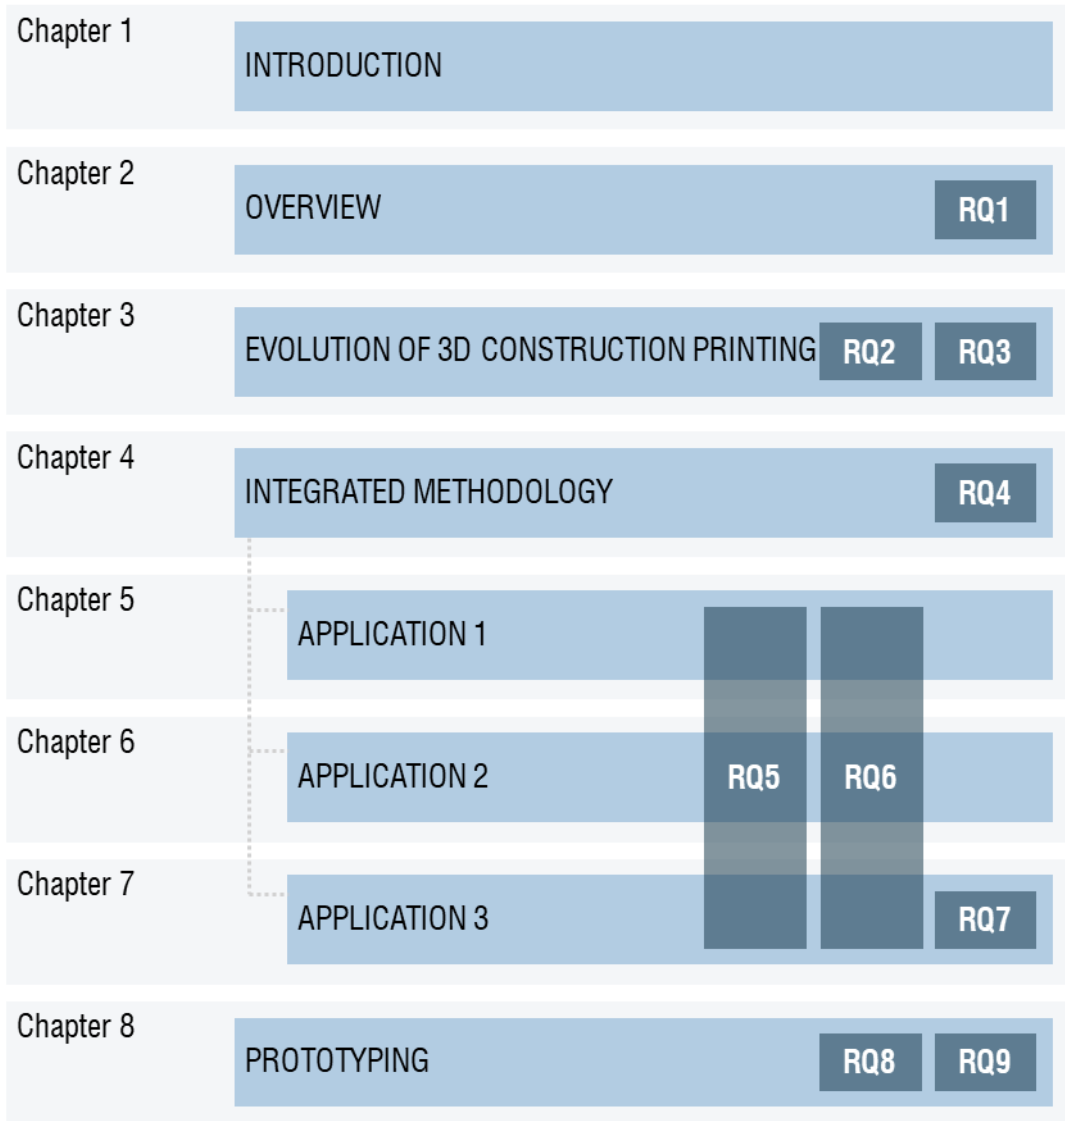 Chapter 1
INTRODUCTION
Chapter 2
OVERVIEW
RQ1
Chapter 3
EVOLUTION OF 3D CONSTRUCTION PRINTING
RQ2
RQ3
Chapter 4
INTEGRATED METHODOLOGY
RQ4
Chapter 5
APPLICATION 1
Chapter 6
APPLICATION 2
RQ5
RQ6
Chapter 7
APPLICATION 3
RQ7
Chapter 8
PROTOTYPING
RQ8
RQ9